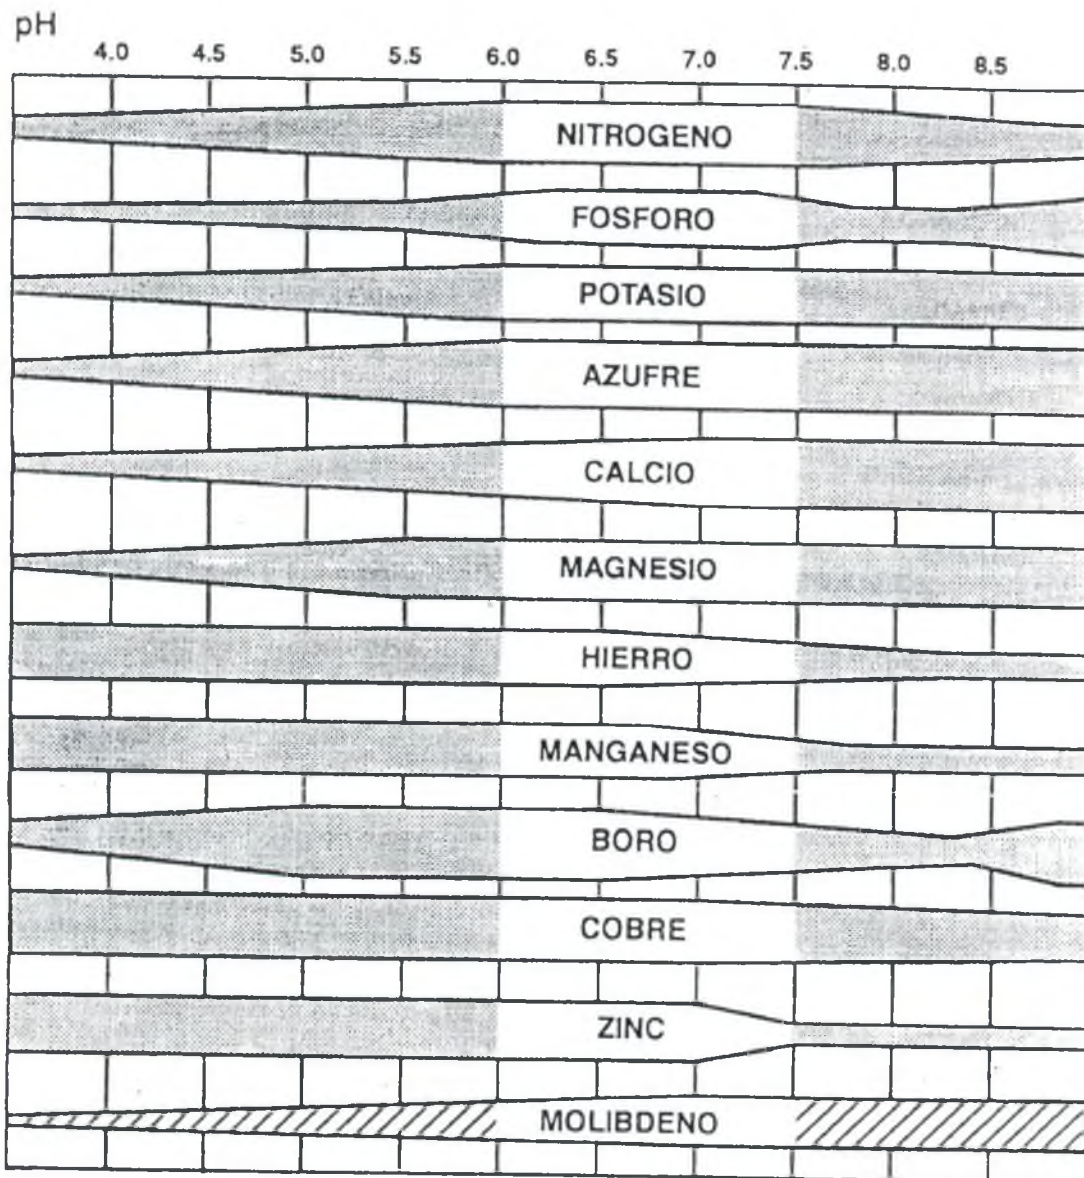 pH
4.0 4.5 5.0 5.5 6.0 6.5 7.0 7.5 8.0 8.5
NITROGENO
FOSFORO
POTASIO
AZUFRE
CALCIO
MAGNESIO
HIERRO
MANGANESO
BORO
COBRE
ZINC
MOLIBDENO